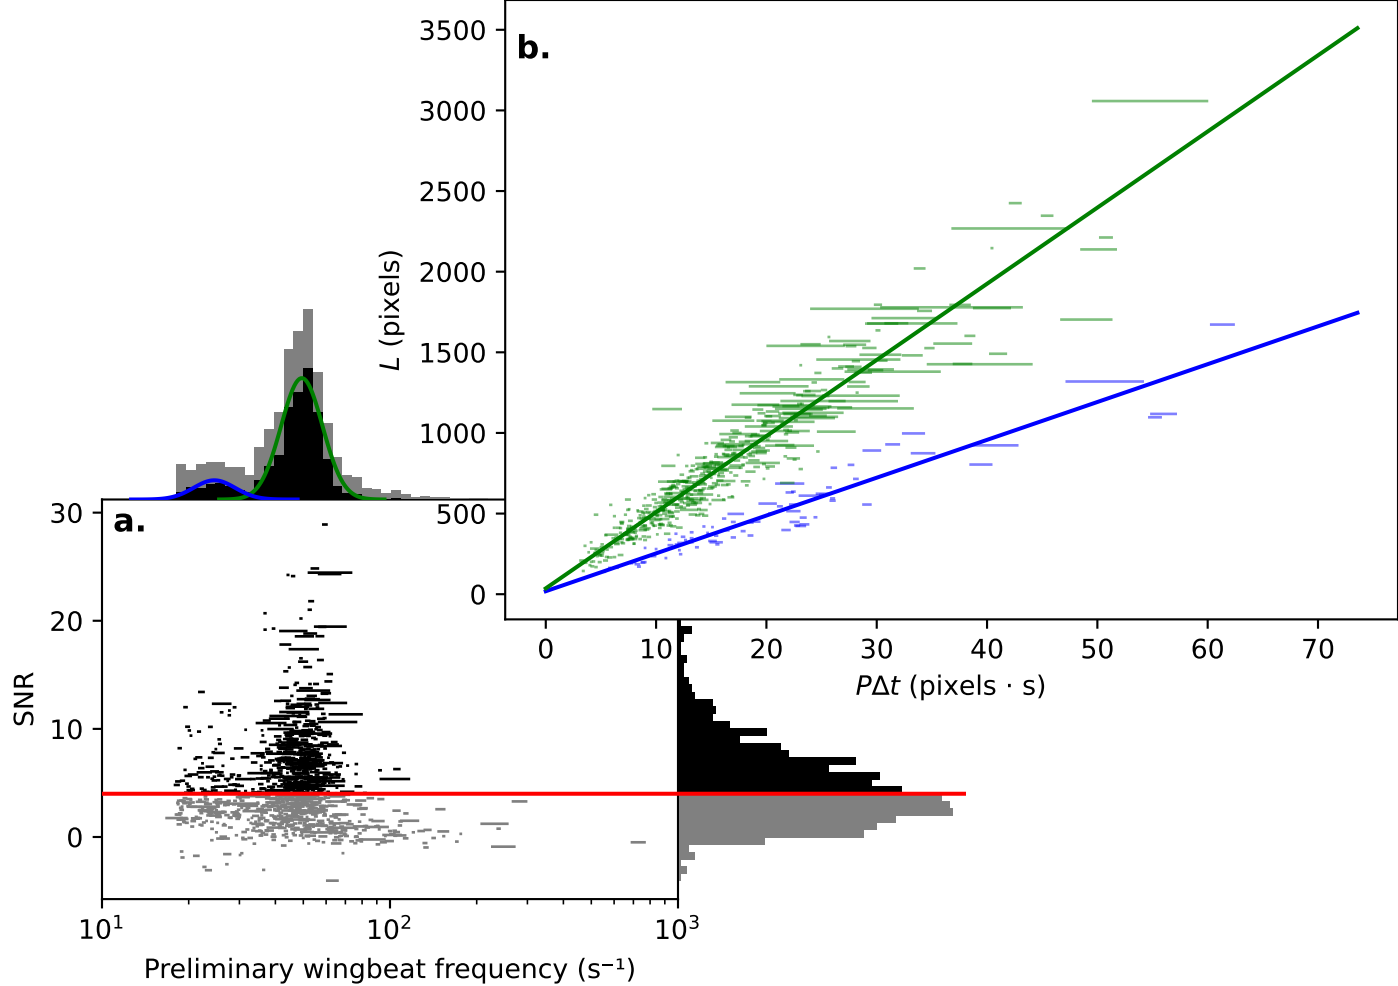 b.
L (pixels)
3500
3000
2500
2000
1500
1000
500
0
0 10 20 30 40 50 60 70
PΔt (pixels · s)
a.
SNR
30
20
10
0
10¹ 10² 10³
Preliminary wingbeat frequency (s⁻¹)